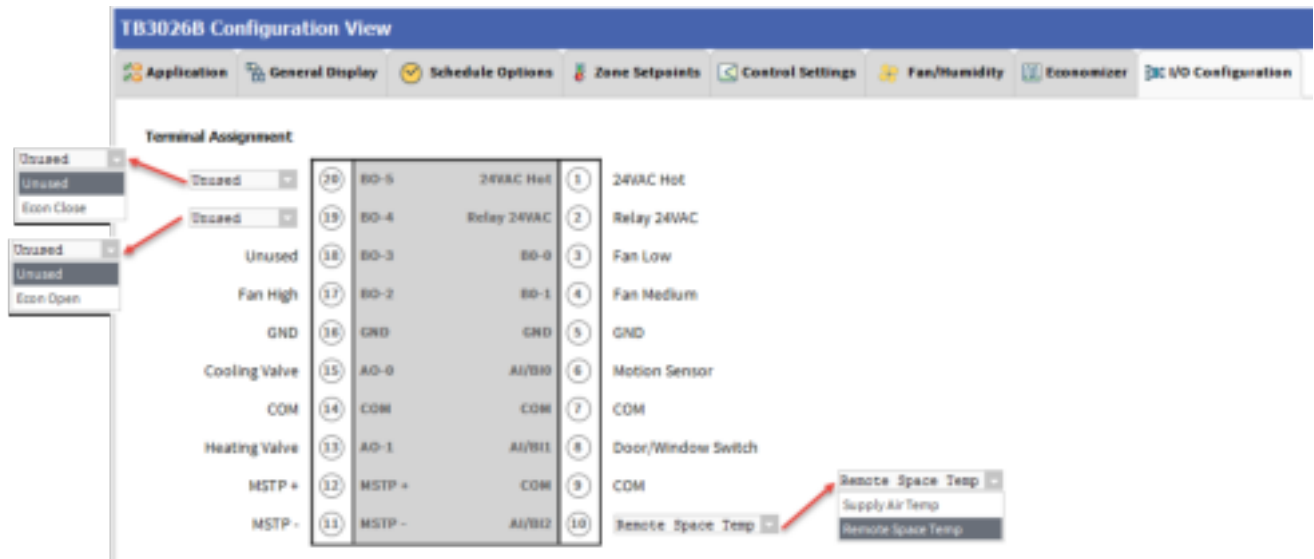 TB3026B Configuration View
Application General Display Schedule Options Zone Setpoints Control Settings Fan/Humidity Economizer I/O Configuration
Terminal Assignment
Unused
Unused
Econ Close
Unused
Unused
Econ Open
Unused 20 BO-5 24VAC Hot 1 24VAC Hot
Unused 19 BO-4 Relay 24VAC 2 Relay 24VAC
Unused 18 BO-3 BO-0 3 Fan Low
Fan High 17 BO-2 BO-1 4 Fan Medium
GND 16 GND GND 5 GND
Cooling Valve 15 AO-0 AI/BI0 6 Motion Sensor
COM 14 COM COM 7 COM
Heating Valve 13 AO-1 AI/BI1 8 Door/Window Switch
MSTP + 12 MSTP + COM 9 COM
MSTP - 11 MSTP - AI/BI2 10 Remote Space Temp
Remote Space Temp
Supply Air Temp
Remote Space Temp